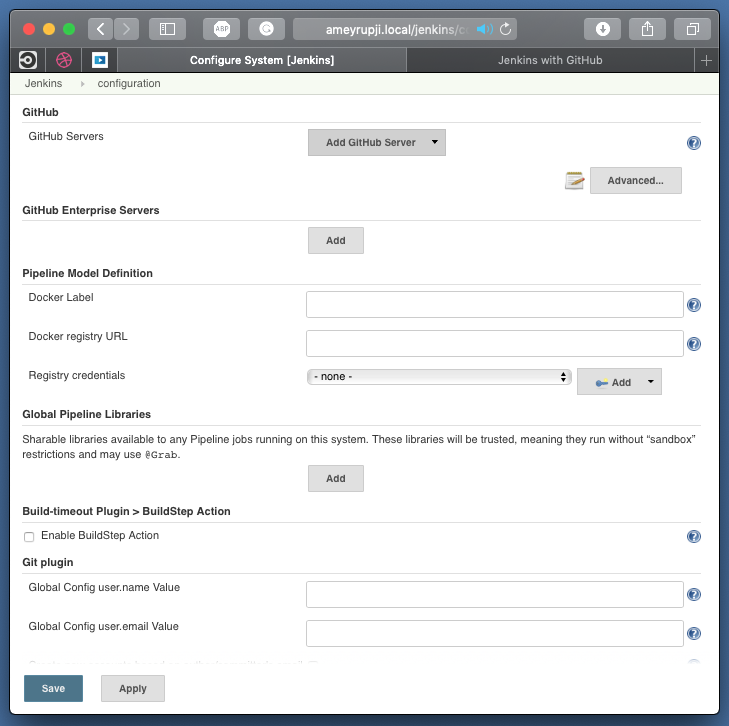 ABP
ameyrupji.local/jenkins/c
Configure System [Jenkins]
Jenkins with GitHub
Jenkins
configuration
GitHub
GitHub Servers
Add GitHub Server
Advanced...
GitHub Enterprise Servers
Add
Pipeline Model Definition
Docker Label
Docker registry URL
Registry credentials
- none -
Add
Global Pipeline Libraries
Sharable libraries available to any Pipeline jobs running on this system. These libraries will be trusted, meaning they run without “sandbox”
restrictions and may use @Grab.
Add
Build-timeout Plugin > BuildStep Action
Enable BuildStep Action
Git plugin
Global Config user.name Value
Global Config user.email Value
Save
Apply